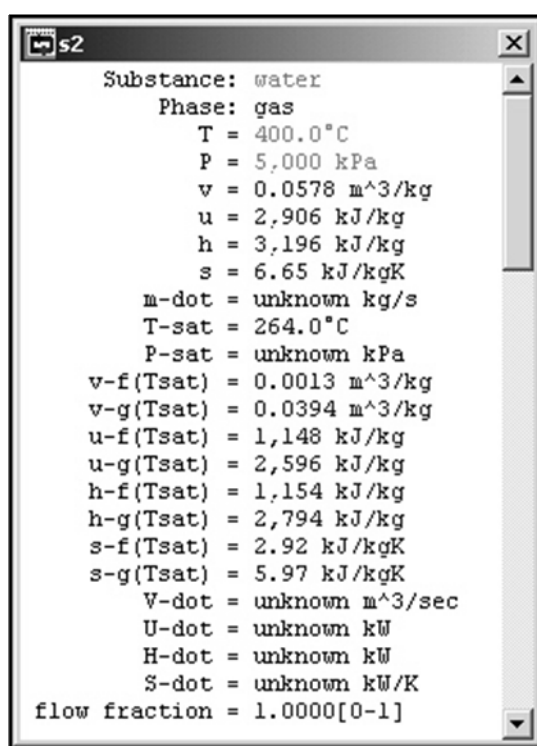 s2
Substance: water
Phase: gas
T = 400.0°C
P = 5,000 kPa
v = 0.0578 m^3/kg
u = 2,906 kJ/kg
h = 3,196 kJ/kg
s = 6.65 kJ/kgK
m-dot = unknown kg/s
T-sat = 264.0°C
P-sat = unknown kPa
v-f(Tsat) = 0.0013 m^3/kg
v-g(Tsat) = 0.0394 m^3/kg
u-f(Tsat) = 1,148 kJ/kg
u-g(Tsat) = 2,596 kJ/kg
h-f(Tsat) = 1,154 kJ/kg
h-g(Tsat) = 2,794 kJ/kg
s-f(Tsat) = 2.92 kJ/kgK
s-g(Tsat) = 5.97 kJ/kgK
V-dot = unknown m^3/sec
U-dot = unknown kW
H-dot = unknown kW
S-dot = unknown kW/K
flow fraction = 1.0000[0-1]